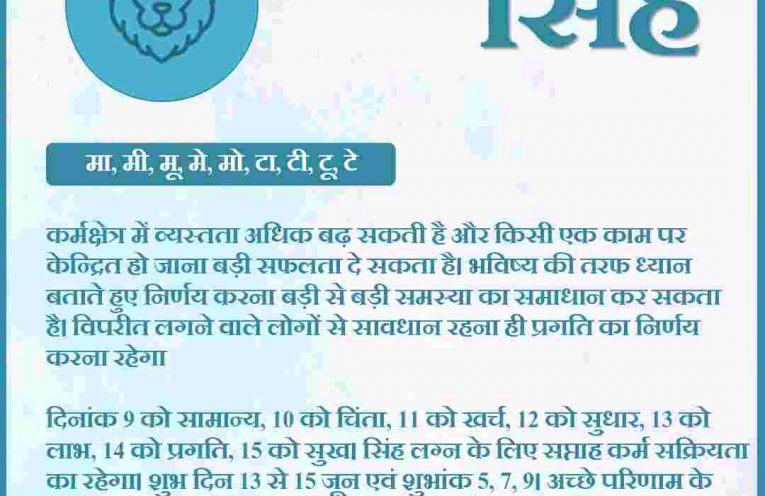 सिंह
मा, मी, मू, मे, मो, टा, टी, टू, टे
कर्मक्षेत्र में व्यस्तता अधिक बढ़ सकती है और किसी एक काम पर
केन्द्रित हो जाना बड़ी सफलता दे सकता है। भविष्य की तरफ ध्यान
बताते हुए निर्णय करना बड़ी से बड़ी समस्या का समाधान कर सकता
है। विपरीत लगने वाले लोगों से सावधान रहना ही प्रगति का निर्णय
करना रहेगा
दिनांक 9 को सामान्य, 10 को चिंता, 11 को खर्च, 12 को सुधार, 13 को
लाभ, 14 को प्रगति, 15 को सुख। सिंह लग्न के लिए सप्ताह कर्म सक्रियता
का रहेगा। शुभ दिन 13 से 15 जून एवं शुभांक 5, 7, 9। अच्छे परिणाम के